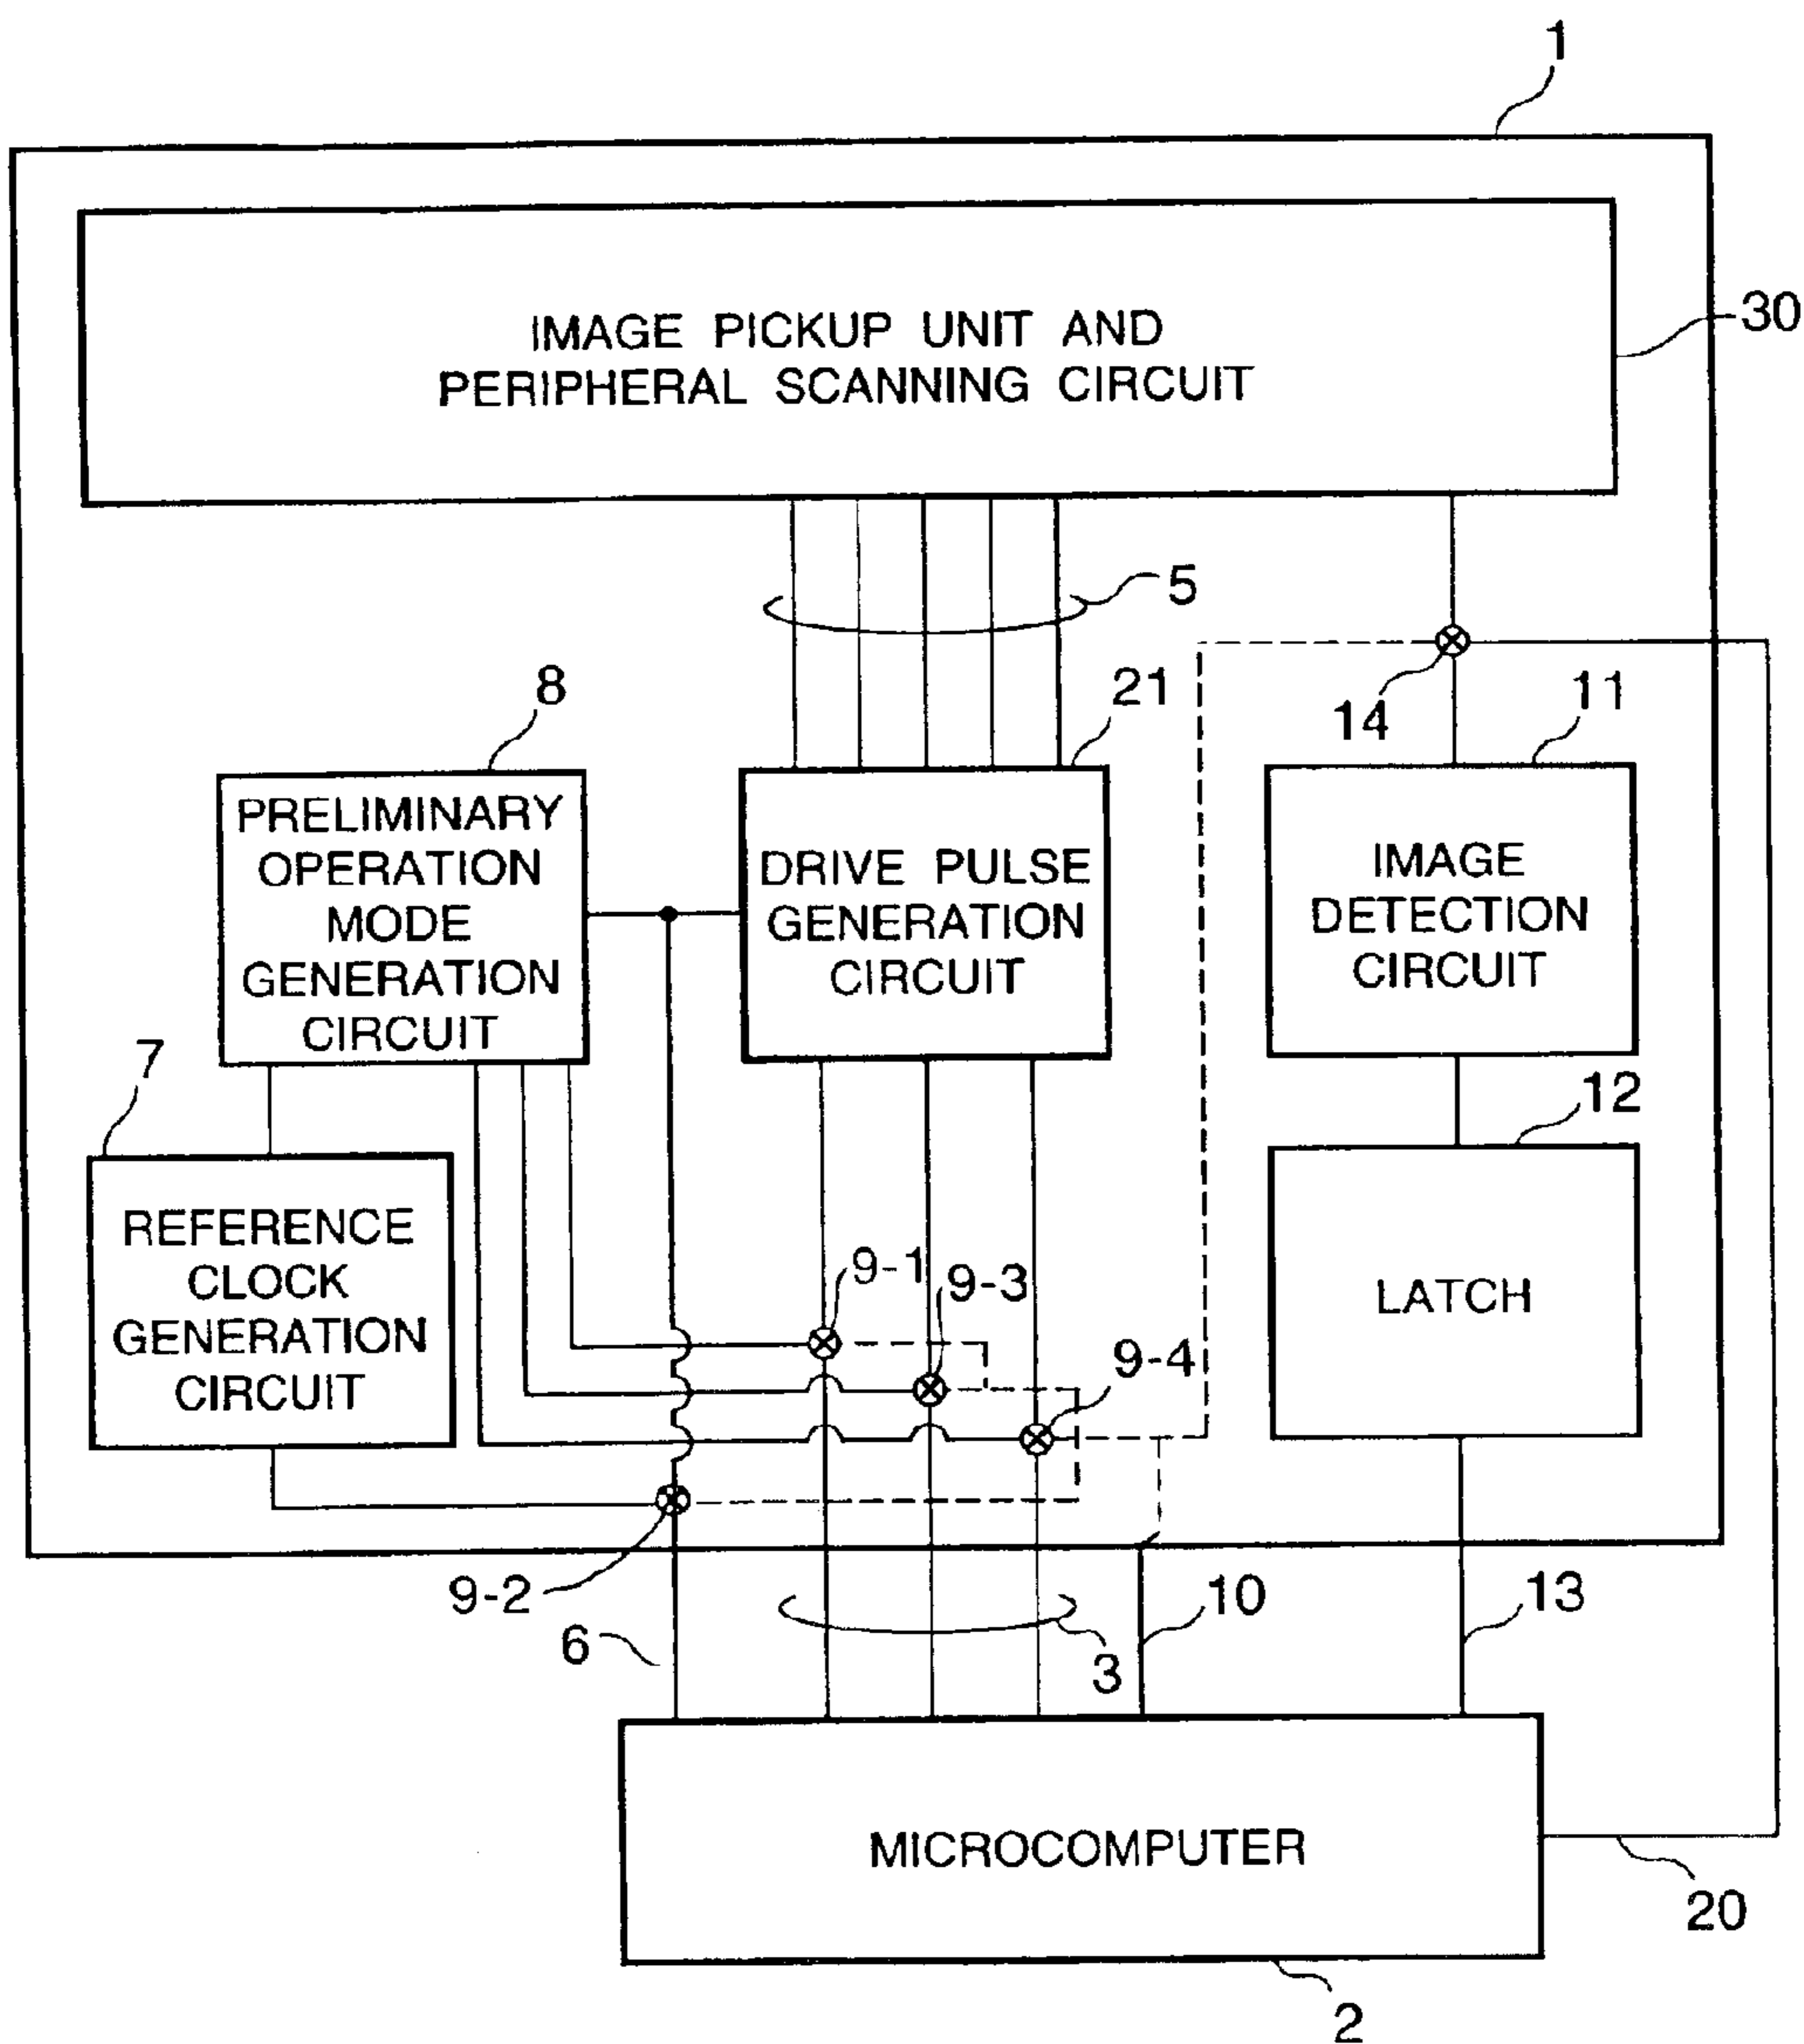 1
IMAGE PICKUP UNIT AND
PERIPHERAL SCANNING CIRCUIT
30
5
14
8
21
11
PRELIMINARY
OPERATION
MODE
GENERATION
CIRCUIT
DRIVE PULSE
GENERATION
CIRCUIT
IMAGE
DETECTION
CIRCUIT
7
12
REFERENCE
CLOCK
GENERATION
CIRCUIT
9-1
9-3
9-4
LATCH
9-2
6
3
10
13
MICROCOMPUTER
20
2